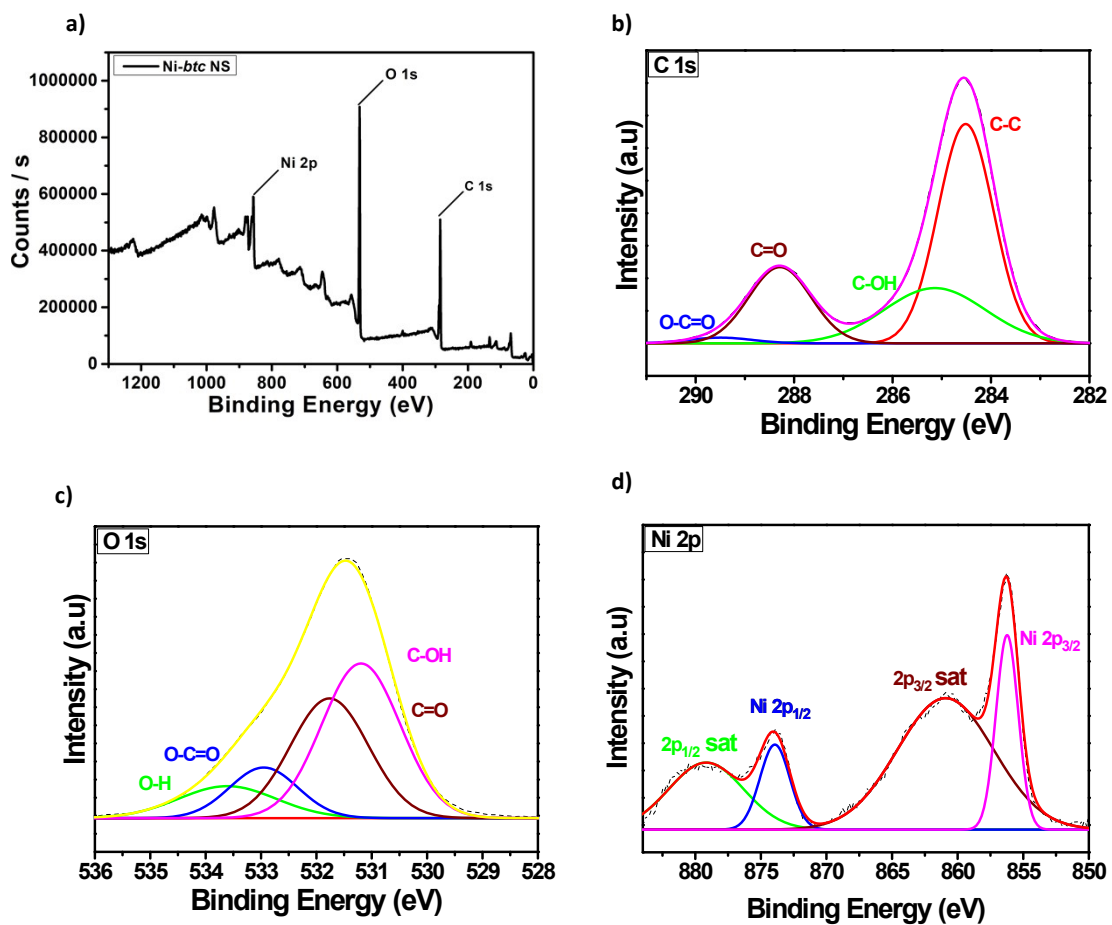 a)
Ni-btc NS
O 1s
Ni 2p
C 1s
1000000
800000
600000
400000
200000
0
Counts / s
1200 1000 800 600 400 200 0
Binding Energy (eV)
b)
C 1s
C-C
C=O
C-OH
O-C=O
Intensity (a.u)
290 288 286 284 282
Binding Energy (eV)
c)
O 1s
C-OH
C=O
O-C=O
O-H
Intensity (a.u)
536 535 534 533 532 531 530 529 528
Binding Energy (eV)
d)
Ni 2p
Ni 2p3/2
2p3/2 sat
Ni 2p1/2
2p1/2 sat
Intensity (a.u)
880 875 870 865 860 855 850
Binding Energy (eV)